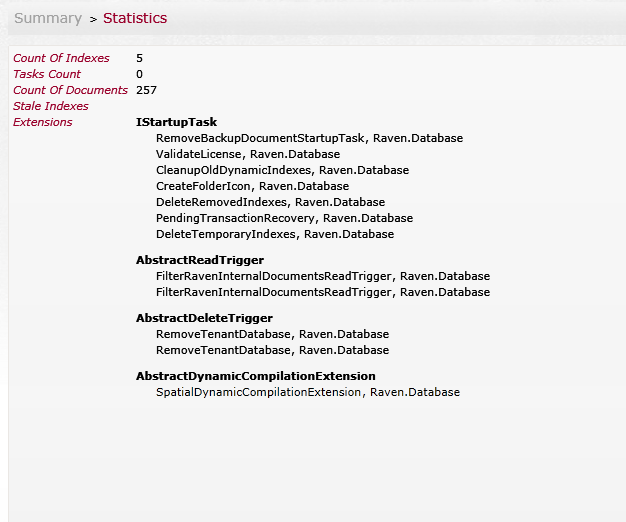 Summary > Statistics
Count Of Indexes 5
Tasks Count 0
Count Of Documents 257
Stale Indexes
Extensions IStartupTask
RemoveBackupDocumentStartupTask, Raven.Database
ValidateLicense, Raven.Database
CleanupOldDynamicIndexes, Raven.Database
CreateFolderIcon, Raven.Database
DeleteRemovedIndexes, Raven.Database
PendingTransactionRecovery, Raven.Database
DeleteTemporaryIndexes, Raven.Database
AbstractReadTrigger
FilterRavenInternalDocumentsReadTrigger, Raven.Database
FilterRavenInternalDocumentsReadTrigger, Raven.Database
AbstractDeleteTrigger
RemoveTenantDatabase, Raven.Database
RemoveTenantDatabase, Raven.Database
AbstractDynamicCompilationExtension
SpatialDynamicCompilationExtension, Raven.Database